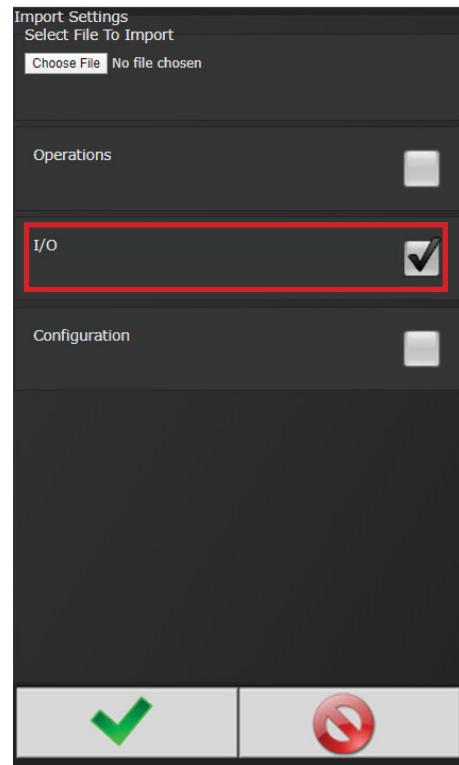 Import Settings
Select File To Import
Choose File No file chosen
Operations
I/O
Configuration